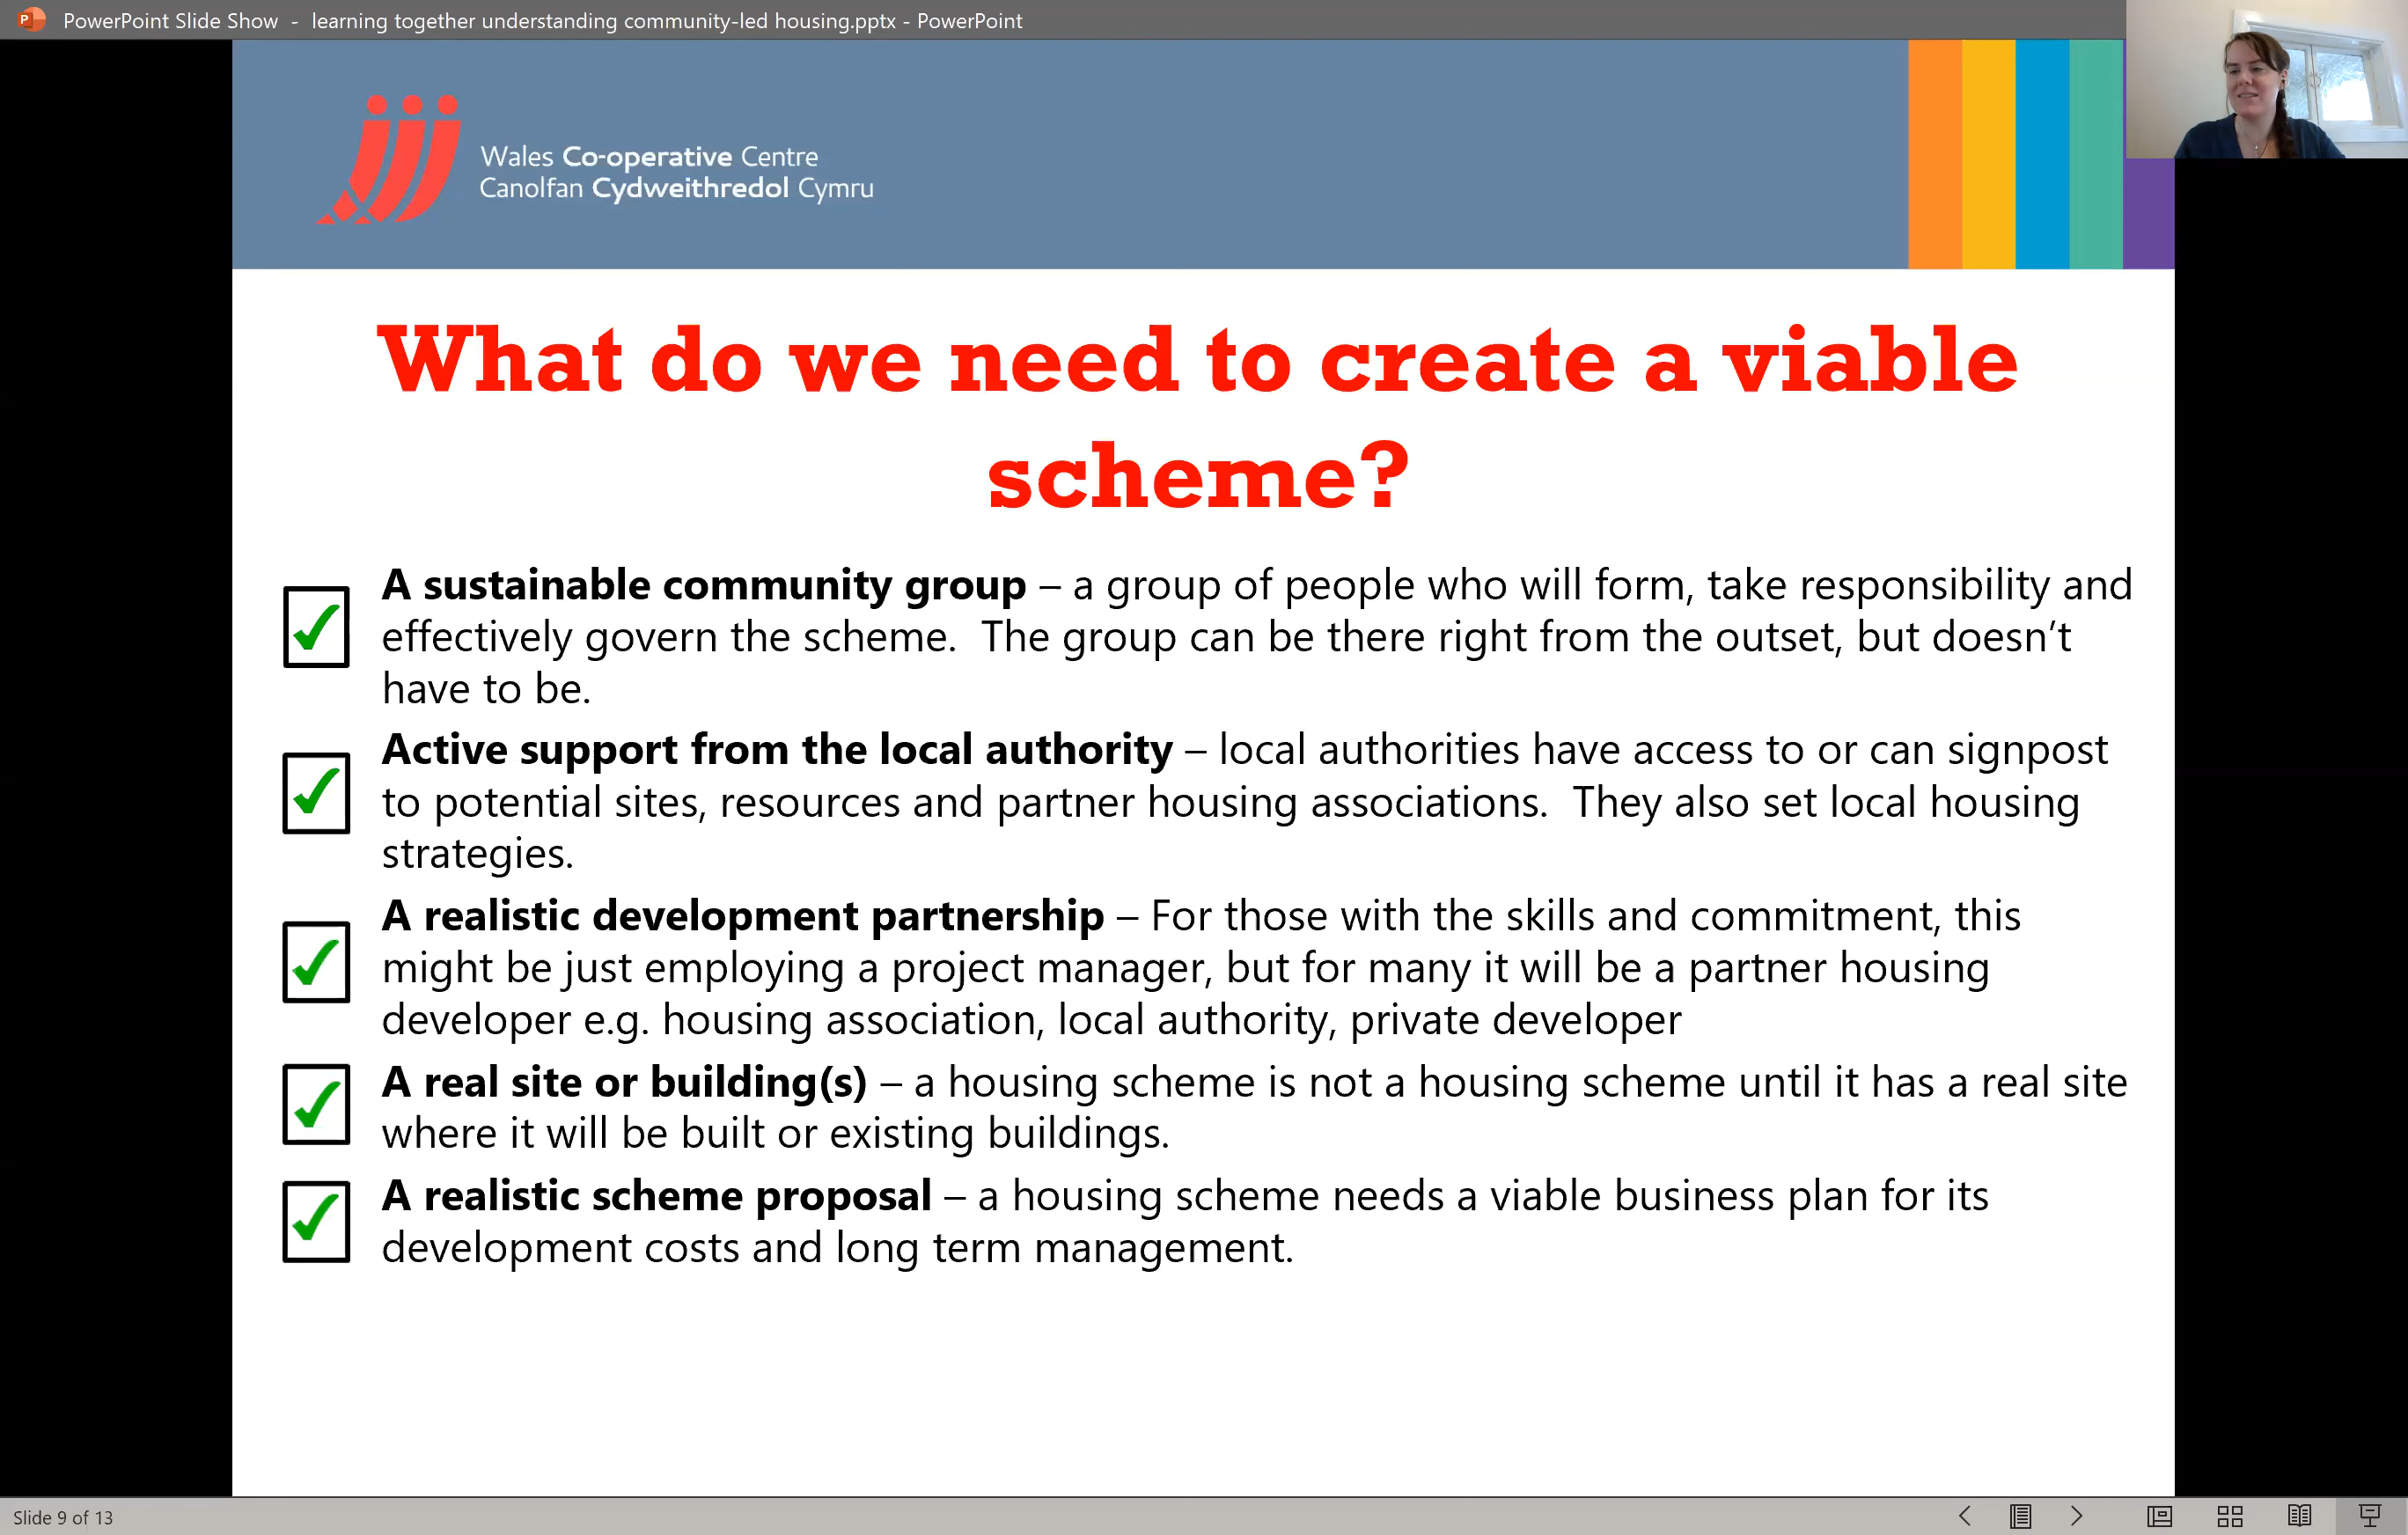 PowerPoint Slide Show - learning together understanding community-led housing.pptx - PowerPoint
Wales Co-operative Centre
Canolfan Cydweithredol Cymru
What do we need to create a viable
scheme?
A sustainable community group – a group of people who will form, take responsibility and
effectively govern the scheme.  The group can be there right from the outset, but doesn’t
have to be.
Active support from the local authority – local authorities have access to or can signpost
to potential sites, resources and partner housing associations.  They also set local housing
strategies.
A realistic development partnership – For those with the skills and commitment, this
might be just employing a project manager, but for many it will be a partner housing
developer e.g. housing association, local authority, private developer
A real site or building(s) – a housing scheme is not a housing scheme until it has a real site
where it will be built or existing buildings.
A realistic scheme proposal – a housing scheme needs a viable business plan for its
development costs and long term management.
Slide 9 of 13